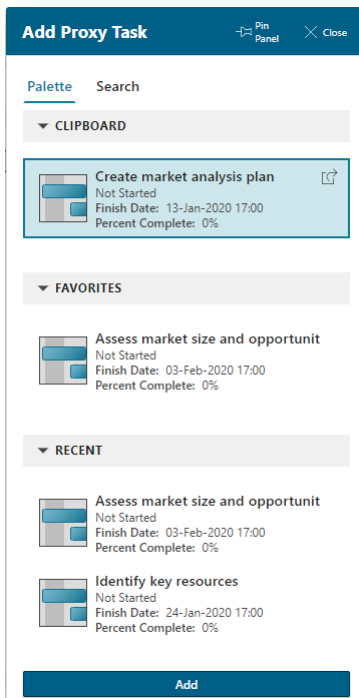 Add Proxy Task
Pin
Panel
Close
Palette
Search
CLIPBOARD
Create market analysis plan
Not Started
Finish Date: 13-Jan-2020 17:00
Percent Complete: 0%
FAVORITES
Assess market size and opportunit
Not Started
Finish Date: 03-Feb-2020 17:00
Percent Complete: 0%
RECENT
Assess market size and opportunit
Not Started
Finish Date: 03-Feb-2020 17:00
Percent Complete: 0%
Identify key resources
Not Started
Finish Date: 24-Jan-2020 17:00
Percent Complete: 0%
Add